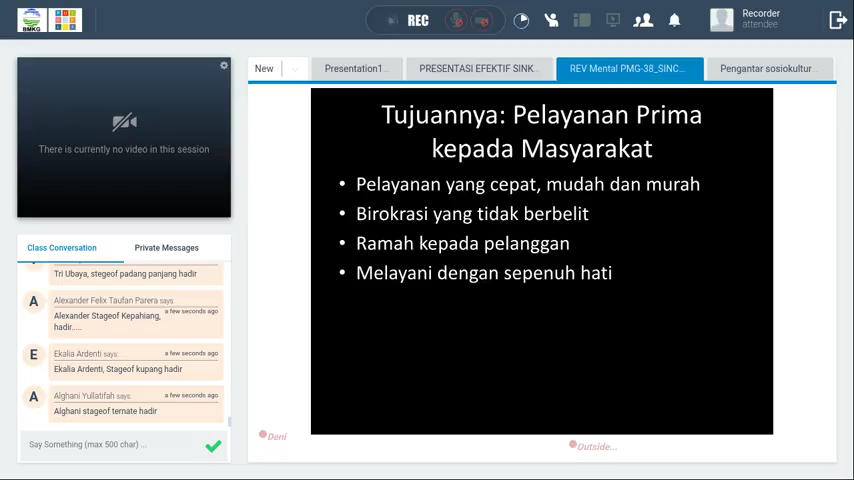 BMKG
REC
Recorder
attendee
There is currently no video in this session
New
Presentation1...
PRESENTASI EFEKTIF SINK...
REV Mental PMG-38_SINC...
Pengantar sosiokultur...
Tujuannya: Pelayanan Prima
kepada Masyarakat
• Pelayanan yang cepat, mudah dan murah
• Birokrasi yang tidak berbelit
• Ramah kepada pelanggan
• Melayani dengan sepenuh hati
Class Conversation
Private Messages
Tri Ubaya, stegeof padang panjang hadir
A
Alexander Felix Taufan Parera says:
a few seconds ago
Alexander Stageof Kepahiang,
hadir.....
E
Ekalia Ardenti says:
a few seconds ago
Ekalia Ardenti, Stageof kupang hadir
A
Alghani Yullatifah says:
a few seconds ago
Alghani stageof ternate hadir
Say Something (max 500 char) ...
Deni
Outside...